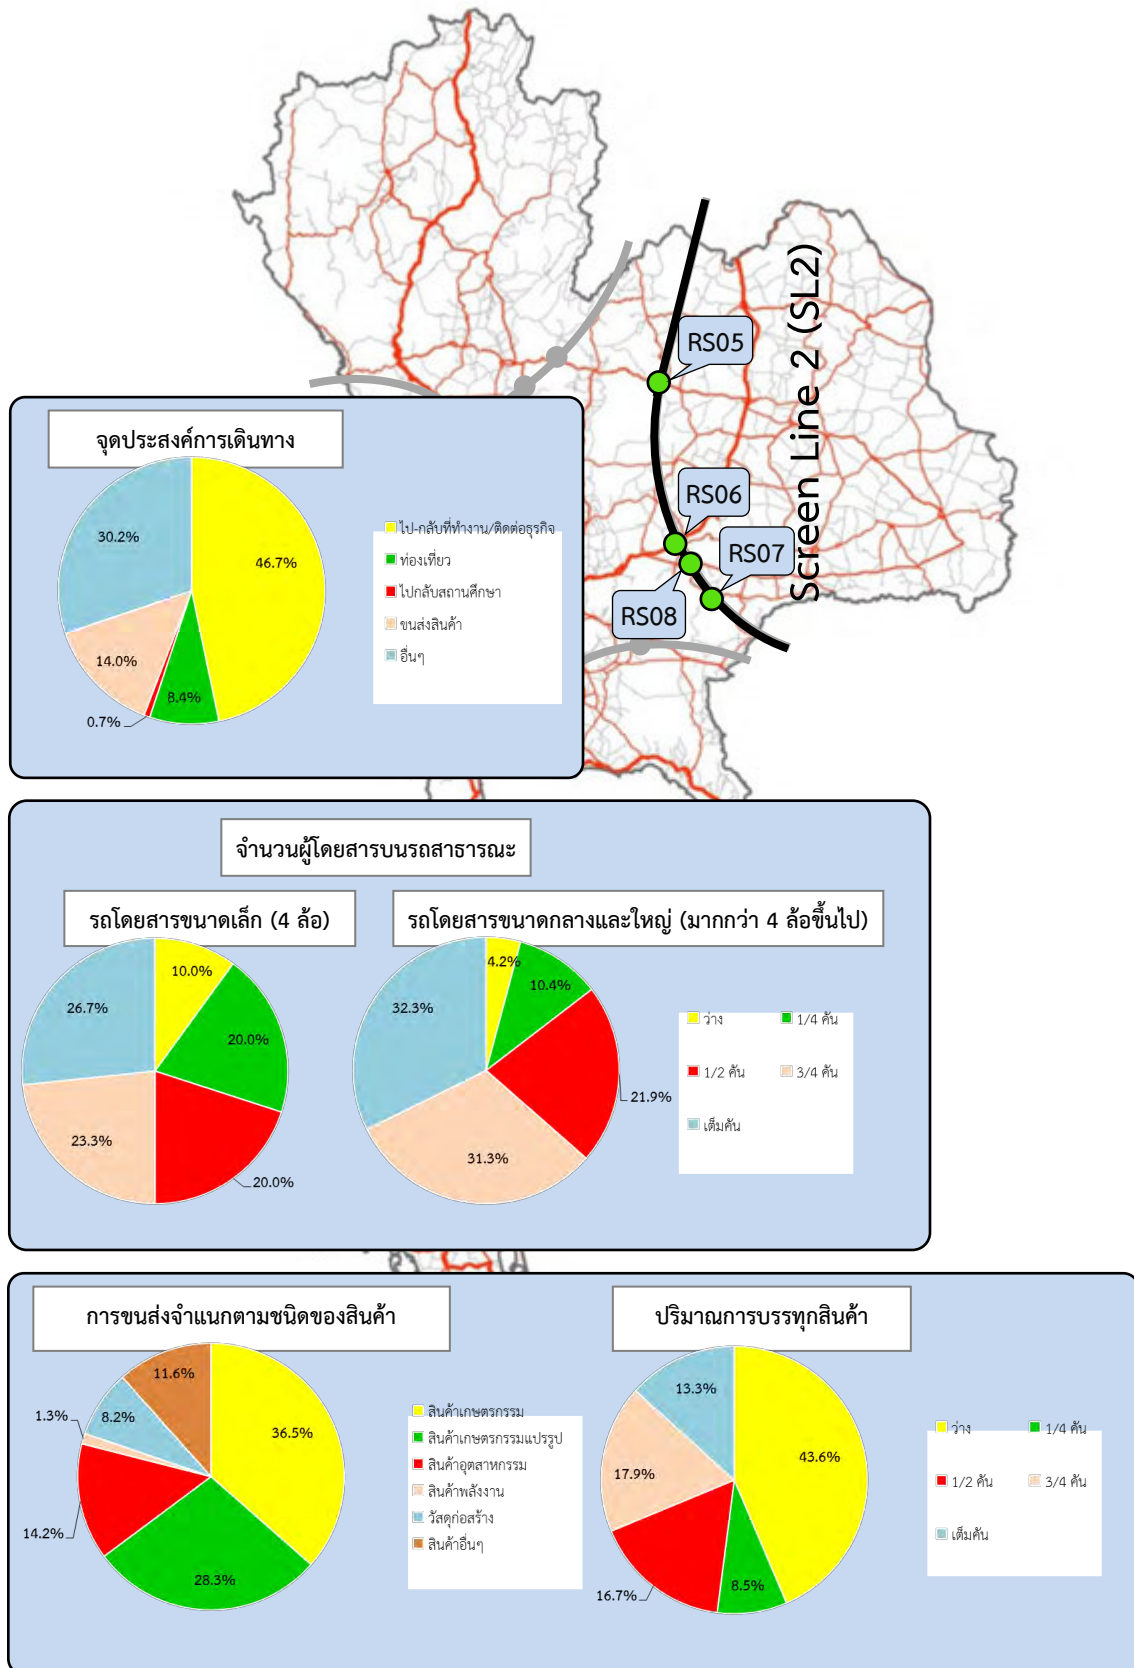 RS05
Screen Line 2 (SL2)
RS06
RS07
RS08
จุดประสงค์การเดินทาง
46.7%
8.4%
0.7%
14.0%
30.2%
ไป-กลับที่ทำงาน/ติดต่อธุรกิจ
ท่องเที่ยว
ไปกลับสถานศึกษา
ขนส่งสินค้า
อื่นๆ
จำนวนผู้โดยสารบนรถสาธารณะ
รถโดยสารขนาดเล็ก (4 ล้อ)
10.0%
20.0%
20.0%
23.3%
26.7%
รถโดยสารขนาดกลางและใหญ่ (มากกว่า 4 ล้อขึ้นไป)
4.2%
10.4%
21.9%
31.3%
32.3%
ว่าง
1/4 คัน
1/2 คัน
3/4 คัน
เต็มคัน
การขนส่งจำแนกตามชนิดของสินค้า
36.5%
28.3%
14.2%
1.3%
8.2%
11.6%
สินค้าเกษตรกรรม
สินค้าเกษตรกรรมแปรรูป
สินค้าอุตสาหกรรม
สินค้าพลังงาน
วัสดุก่อสร้าง
สินค้าอื่นๆ
ปริมาณการบรรทุกสินค้า
43.6%
8.5%
16.7%
17.9%
13.3%
ว่าง
1/4 คัน
1/2 คัน
3/4 คัน
เต็มคัน